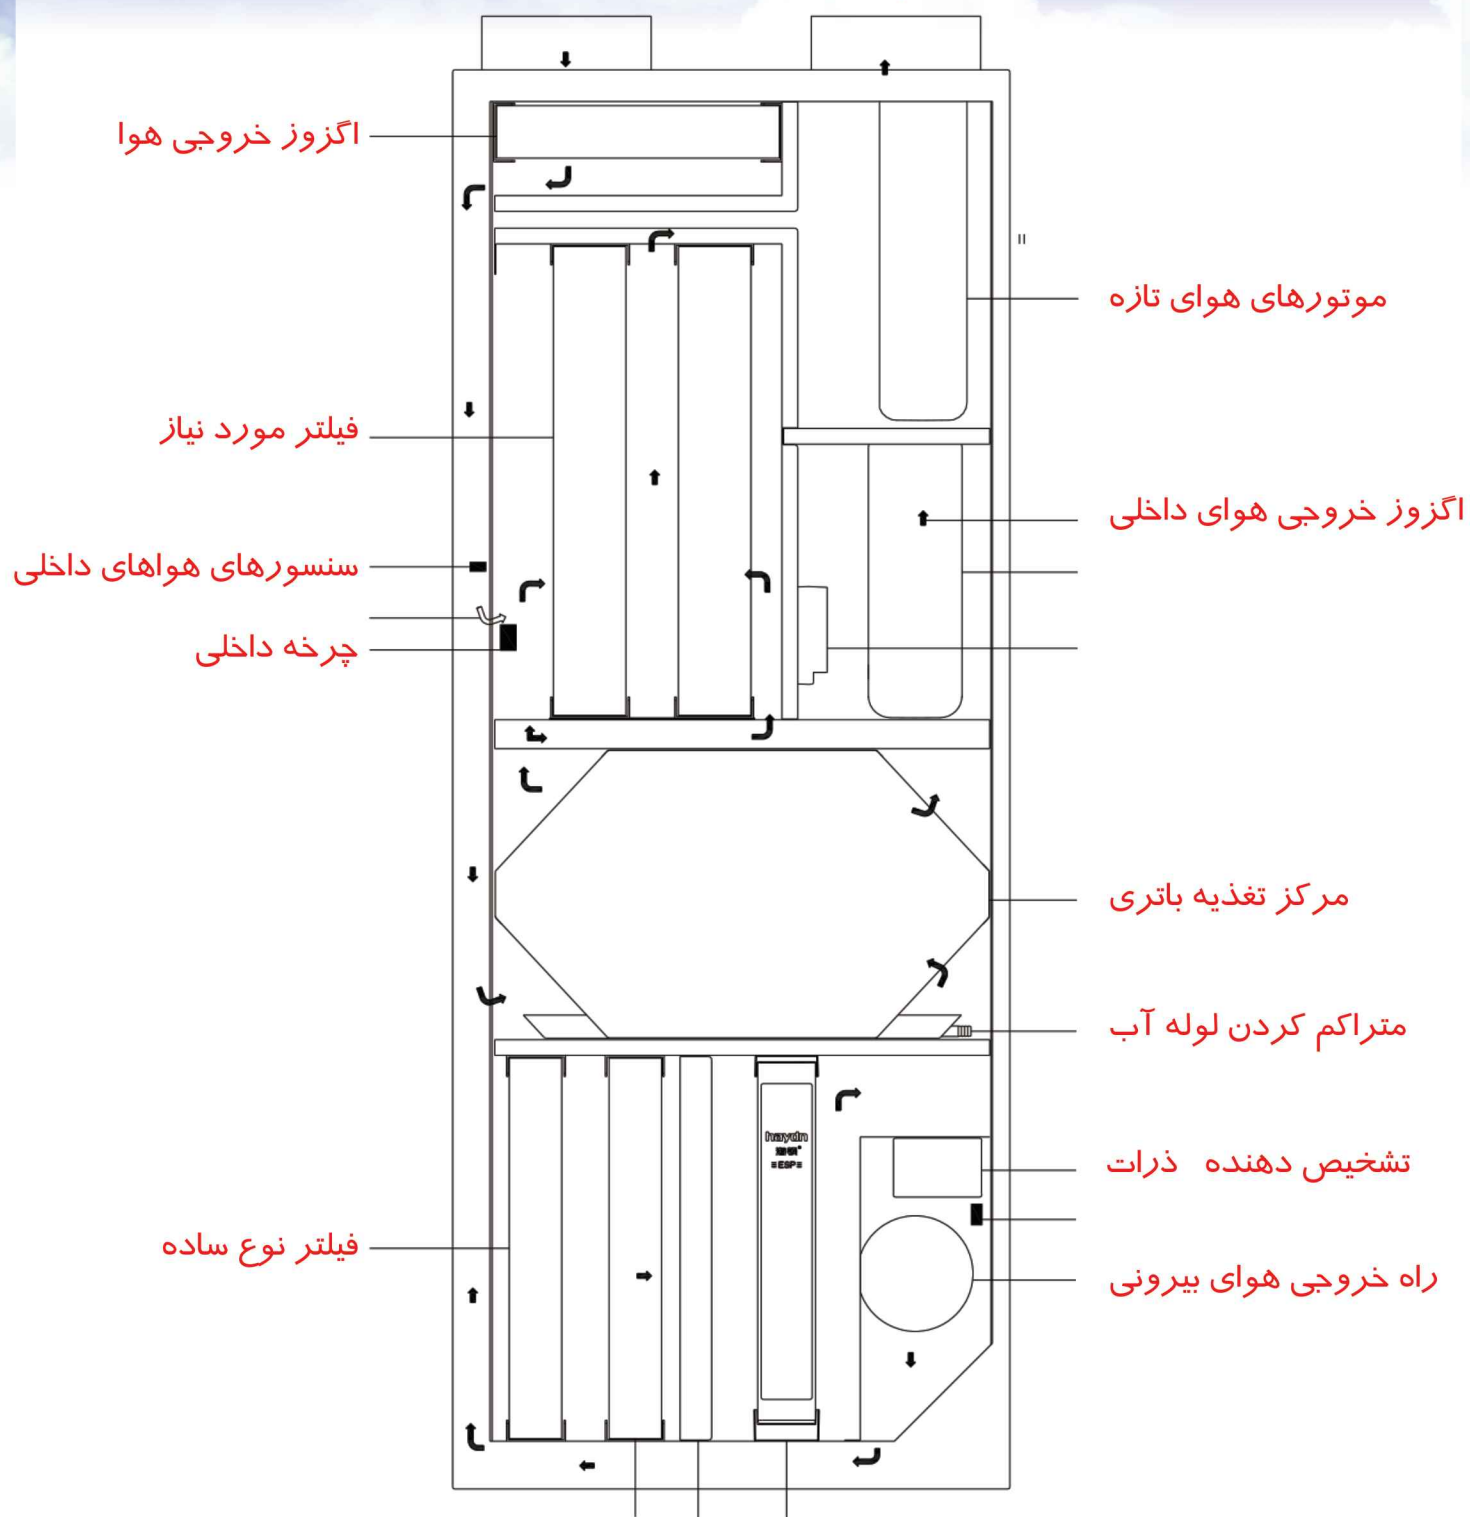 اگزوز خروجی هوا
موتورهای هوای تازه
فیلتر مورد نیاز
اگزوز خروجی هوای داخلی
سنسورهای هواهای داخلی
چرخه داخلی
مرکز تغذیه باتری
متراکم کردن لوله آب
haydn
≡ESP≡
تشخیص دهنده ذرات
فیلتر نوع ساده
راه خروجی هوای بیرونی